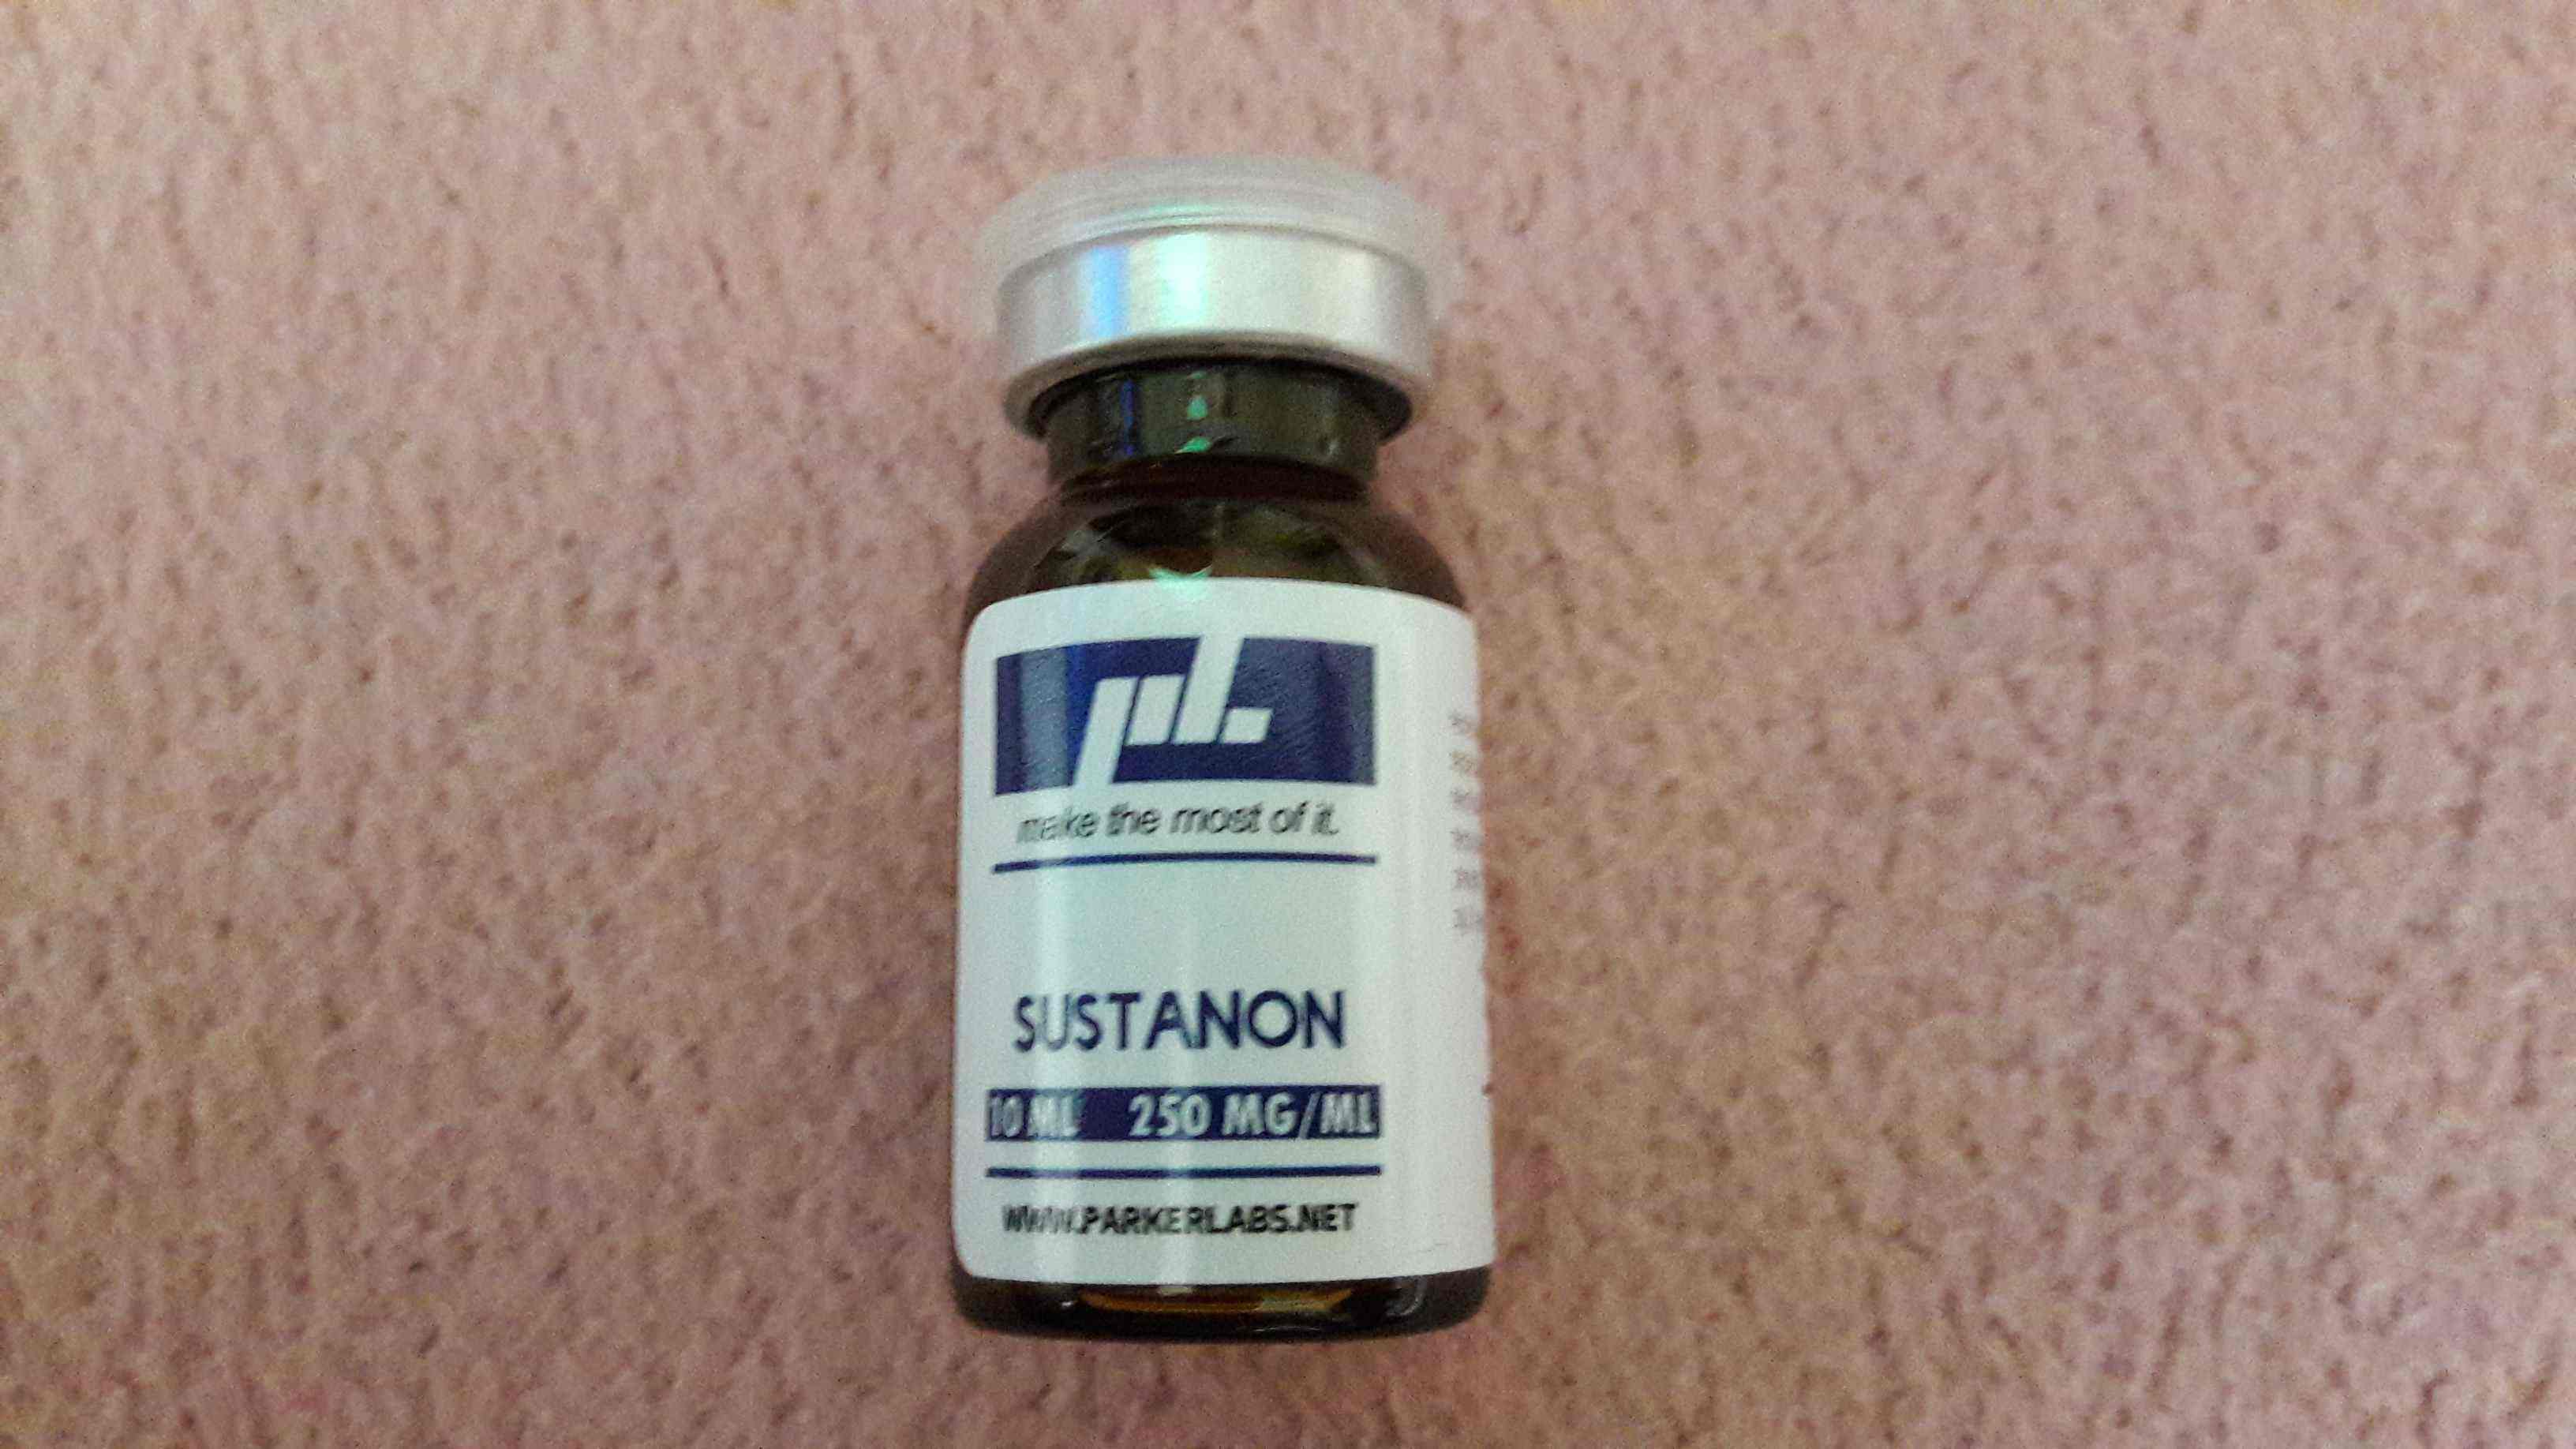 pl.
make the most of it.
SUSTANON
10 ML 250 MG/ML
WWW.PARKERLABS.NET